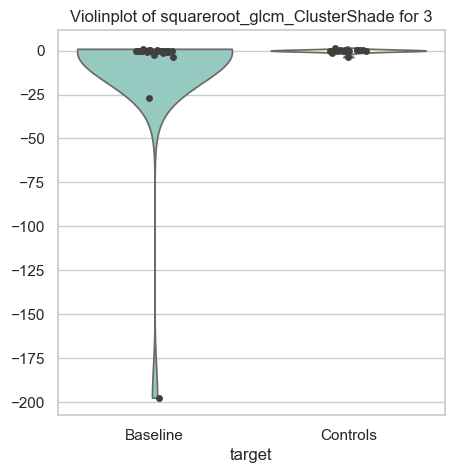 Violinplot of squareroot_glcm_ClusterShade for 3
0
−25
−50
−75
−100
−125
−150
−175
−200
Baseline
Controls
target